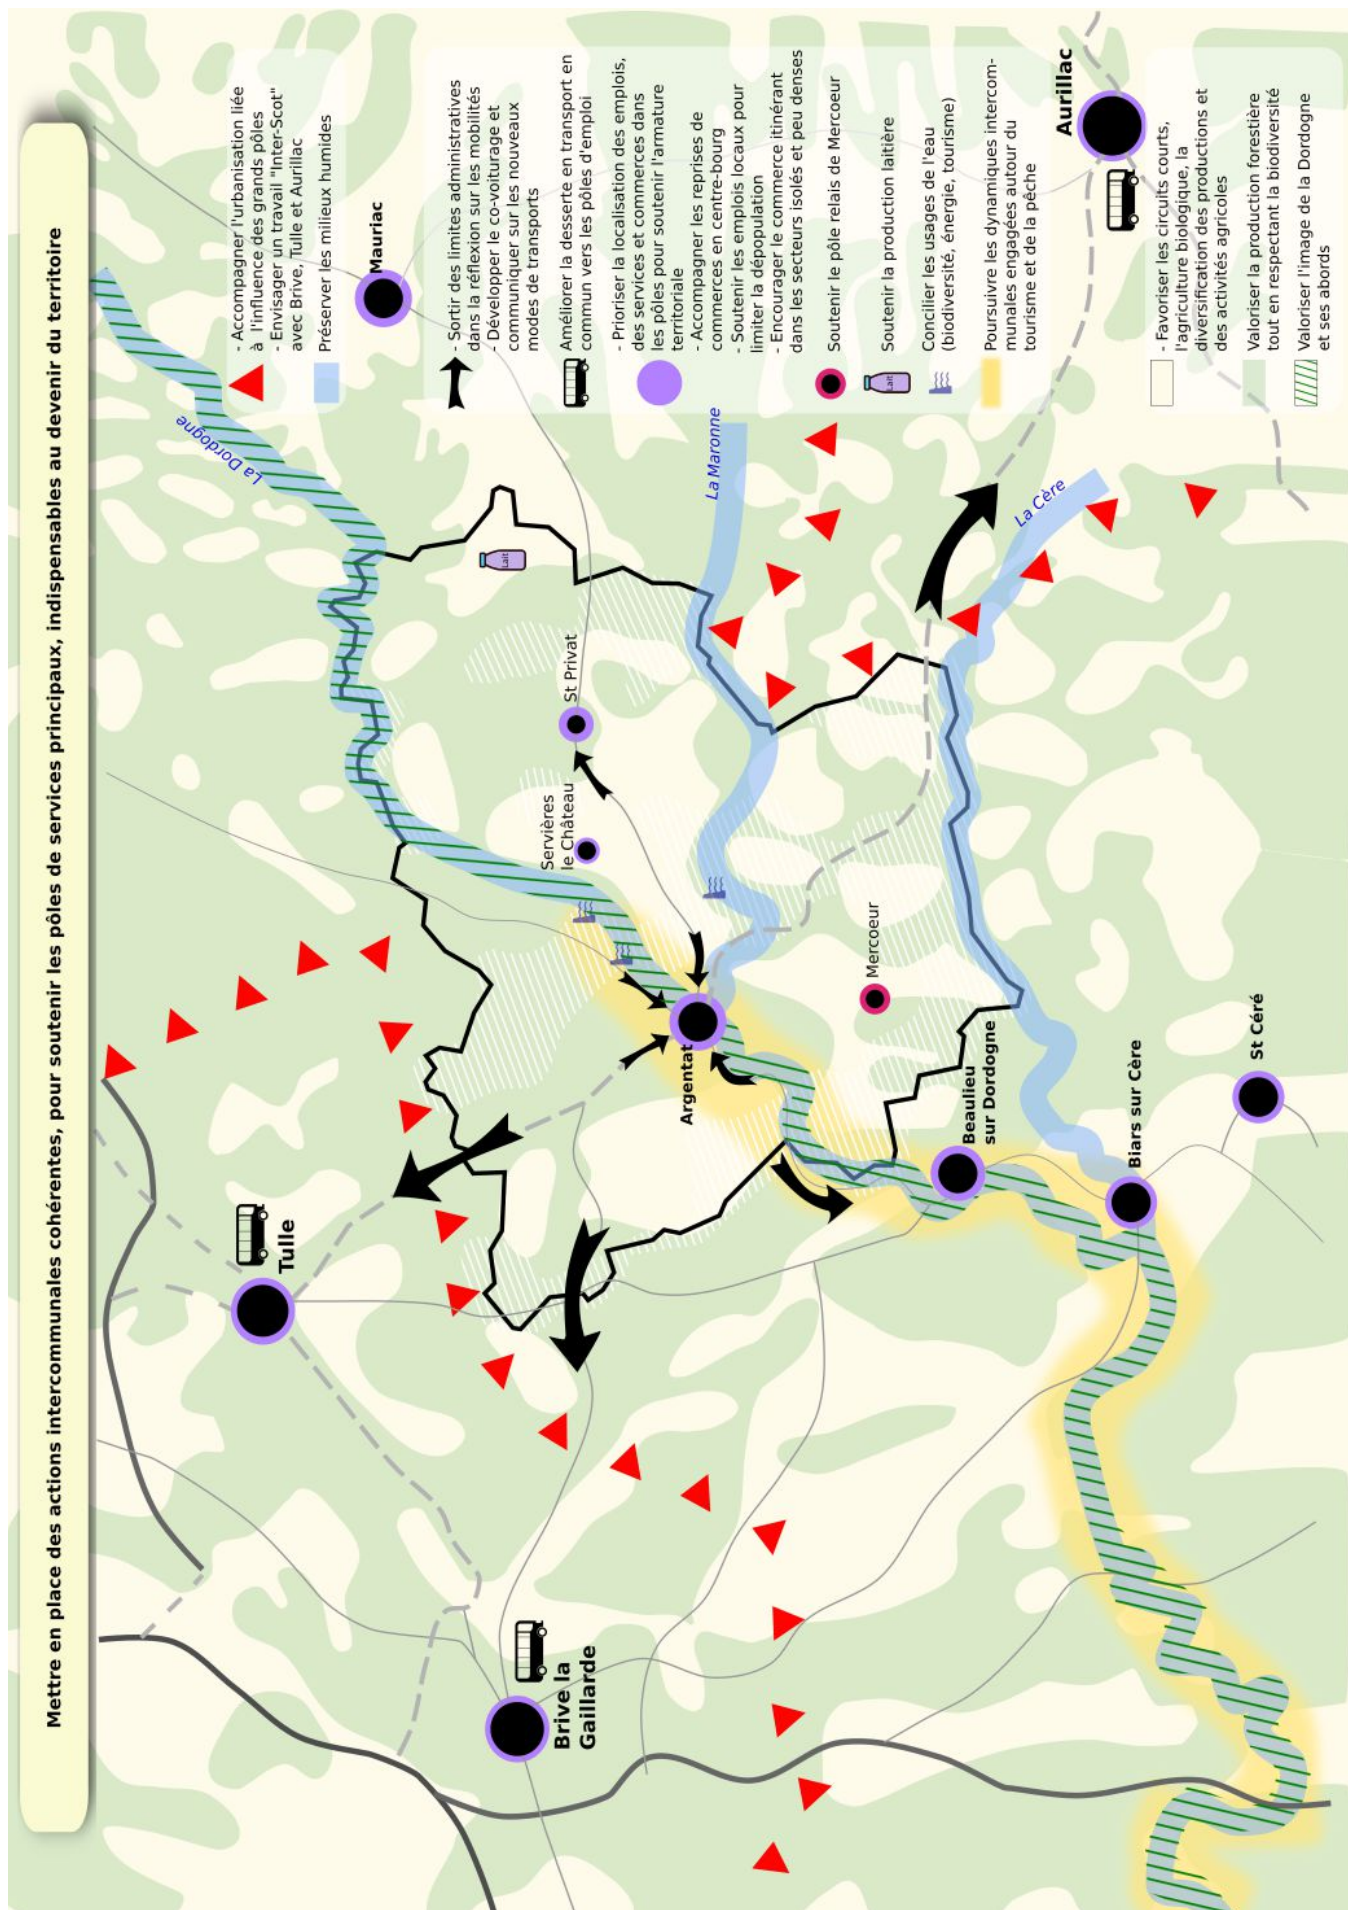 Mettre en place des actions intercommunales cohérentes, pour soutenir les pôles de services principaux, indispensables au devenir du territoire
Tulle
Brive la
Gaillarde
La Dordogne
Mauriac
Servières
le Château
St Privat
Argentat
La Maronne
Mercoeur
Beaulieu
sur Dordogne
La Cère
Biars sur Cère
St Céré
Aurillac
Lait
- Accompagner l'urbanisation liée
à l'influence des grands pôles
- Envisager un travail "Inter-Scot"
avec Brive, Tulle et Aurillac
Préserver les milieux humides
- Sortir des limites administratives
dans la réflexion sur les mobilités
- Développer le co-voiturage et
communiquer sur les nouveaux
modes de transports
Améliorer la desserte en transport en
commun vers les pôles d'emploi
- Prioriser la localisation des emplois,
des services et commerces dans
les pôles pour soutenir l'armature
territoriale
- Accompagner les reprises de
commerces en centre-bourg
- Soutenir les emplois locaux pour
limiter la dépopulation
- Encourager le commerce itinérant
dans les secteurs isolés et peu denses
Soutenir le pôle relais de Mercoeur
Lait
Soutenir la production laitière
Concilier les usages de l'eau
(biodiversité, énergie, tourisme)
Poursuivre les dynamiques intercom-
munales engagées autour du
tourisme et de la pêche
- Favoriser les circuits courts,
l'agriculture biologique, la
diversification des productions et
des activités agricoles
Valoriser la production forestière
tout en respectant la biodiversité
Valoriser l'image de la Dordogne
et ses abords